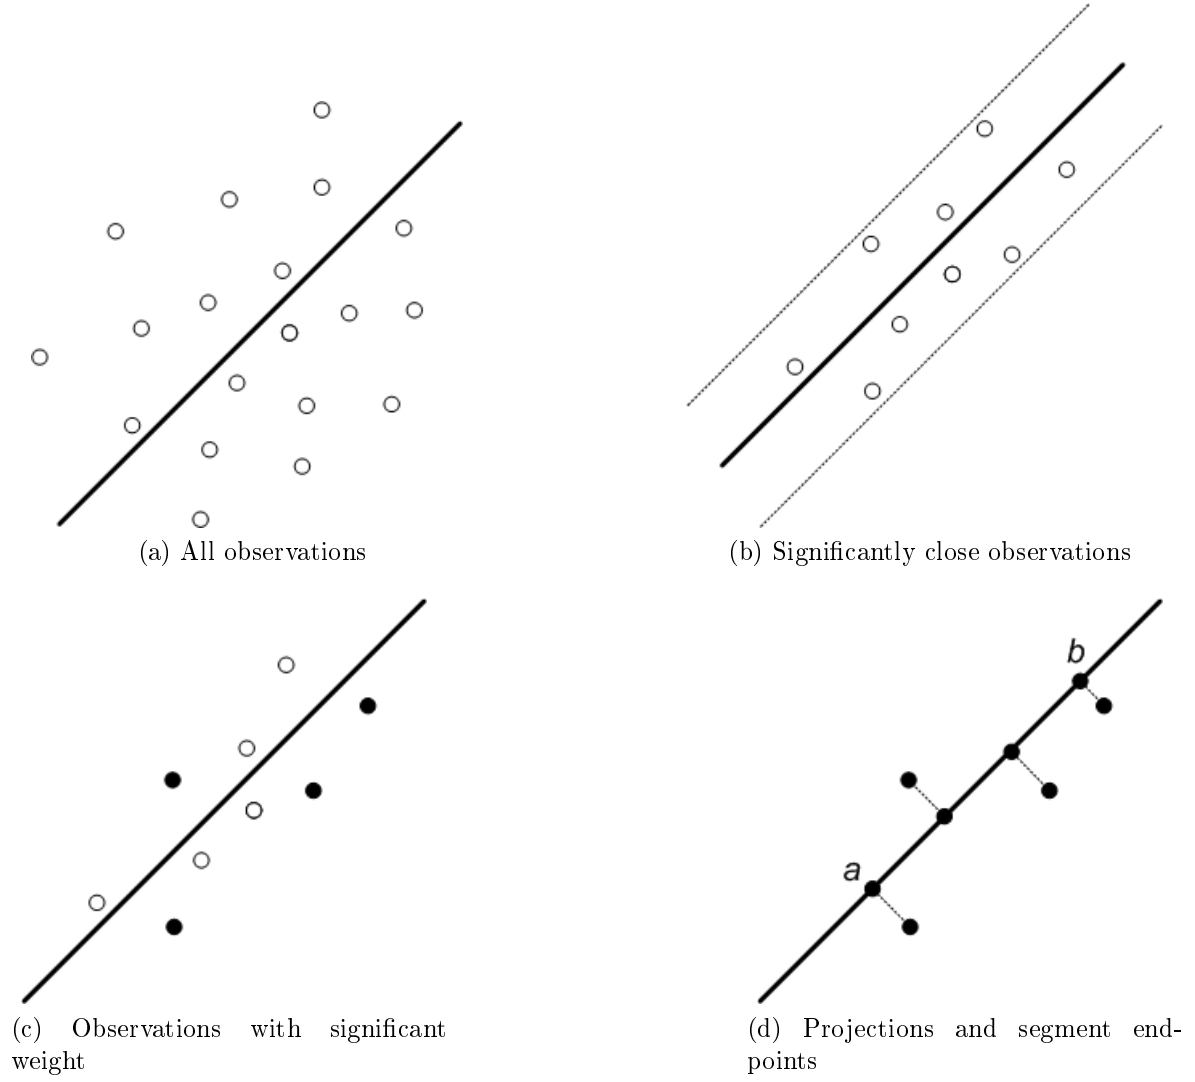 (a) All observations
(b) Significantly close observations
b
a
(c) Observations with significant
weight
(d) Projections and segment end-
points